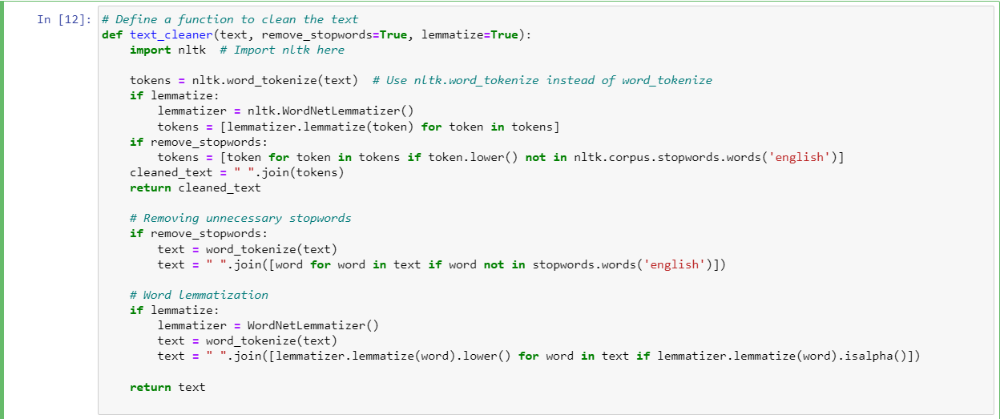 In [12]: # Define a function to clean the text
def text_cleaner(text, remove_stopwords=True, lemmatize=True):
    import nltk  # Import nltk here

    tokens = nltk.word_tokenize(text)  # Use nltk.word_tokenize instead of word_tokenize
    if lemmatize:
        lemmatizer = nltk.WordNetLemmatizer()
        tokens = [lemmatizer.lemmatize(token) for token in tokens]
    if remove_stopwords:
        tokens = [token for token in tokens if token.lower() not in nltk.corpus.stopwords.words('english')]
    cleaned_text = " ".join(tokens)
    return cleaned_text

    # Removing unnecessary stopwords
    if remove_stopwords:
        text = word_tokenize(text)
        text = " ".join([word for word in text if word not in stopwords.words('english')])

    # Word lemmatization
    if lemmatize:
        lemmatizer = WordNetLemmatizer()
        text = word_tokenize(text)
        text = " ".join([lemmatizer.lemmatize(word).lower() for word in text if lemmatizer.lemmatize(word).isalpha()])

    return text